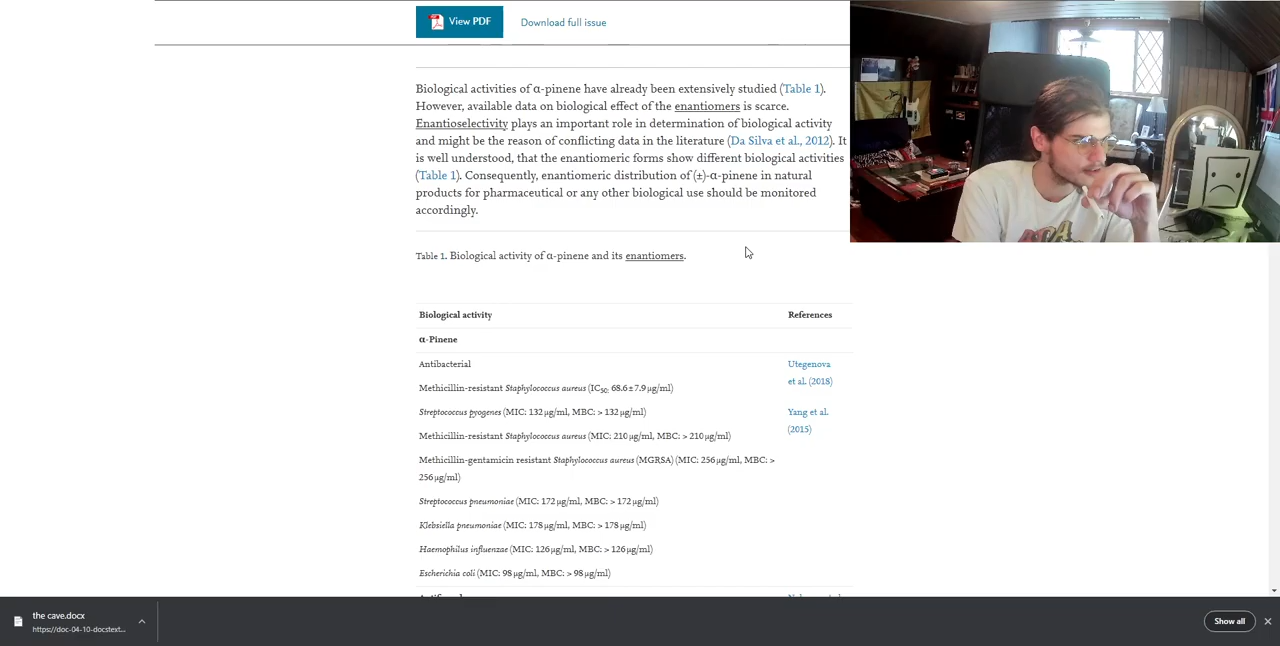 View PDF
Download full issue
Biological activities of α-pinene have already been extensively studied (Table 1).
However, available data on biological effect of the enantiomers is scarce.
Enantioselectivity plays an important role in determination of biological activity
and might be the reason of conflicting data in the literature (Da Silva et al., 2012). It
is well understood, that the enantiomeric forms show different biological activities
(Table 1). Consequently, enantiomeric distribution of (±)-α-pinene in natural
products for pharmaceutical or any other biological use should be monitored
accordingly.
Table 1. Biological activity of α-pinene and its enantiomers.
Biological activity References
α-Pinene
Antibacterial Utegenova
et al. (2018)
Methicillin-resistant Staphylococcus aureus (IC50: 68.6±7.9 μg/ml)
Streptococcus pyogenes (MIC: 132 μg/ml, MBC: > 132 μg/ml) Yang et al.
(2015)
Methicillin-resistant Staphylococcus aureus (MIC: 210 μg/ml, MBC: > 210 μg/ml)
Methicillin-gentamicin resistant Staphylococcus aureus (MGRSA) (MIC: 256 μg/ml, MBC: >
256 μg/ml)
Streptococcus pneumoniae (MIC: 172 μg/ml, MBC: > 172 μg/ml)
Klebsiella pneumoniae (MIC: 178 μg/ml, MBC: > 178 μg/ml)
Haemophilus influenzae (MIC: 126 μg/ml, MBC: > 126 μg/ml)
Escherichia coli (MIC: 98 μg/ml, MBC: > 98 μg/ml)
the cave.docx
https://doc-04-10-docstext...
Show all